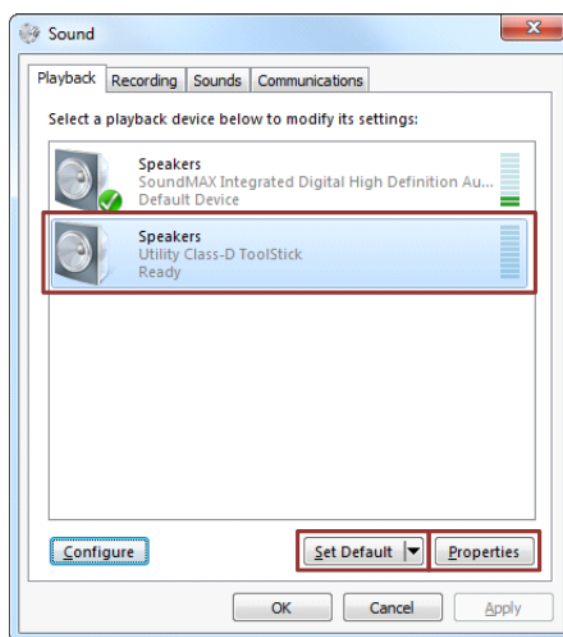 Sound
Playback Recording Sounds Communications
Select a playback device below to modify its settings:
Speakers
SoundMAX Integrated Digital High Definition Au...
Default Device
Speakers
Utility Class-D ToolStick
Ready
Configure Set Default Properties
OK Cancel Apply